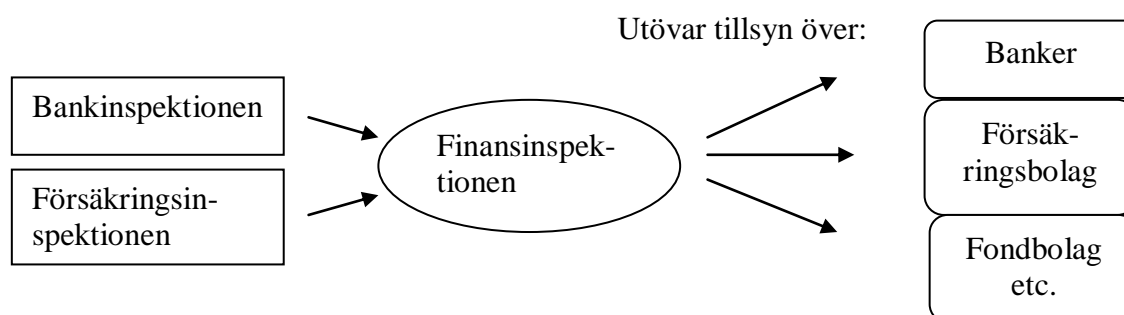 Utövar tillsyn över:
Bankinspektionen
Försäkringsin-
spektionen
Finansinspek-
tionen
Banker
Försäk-
ringsbolag
Fondbolag
etc.